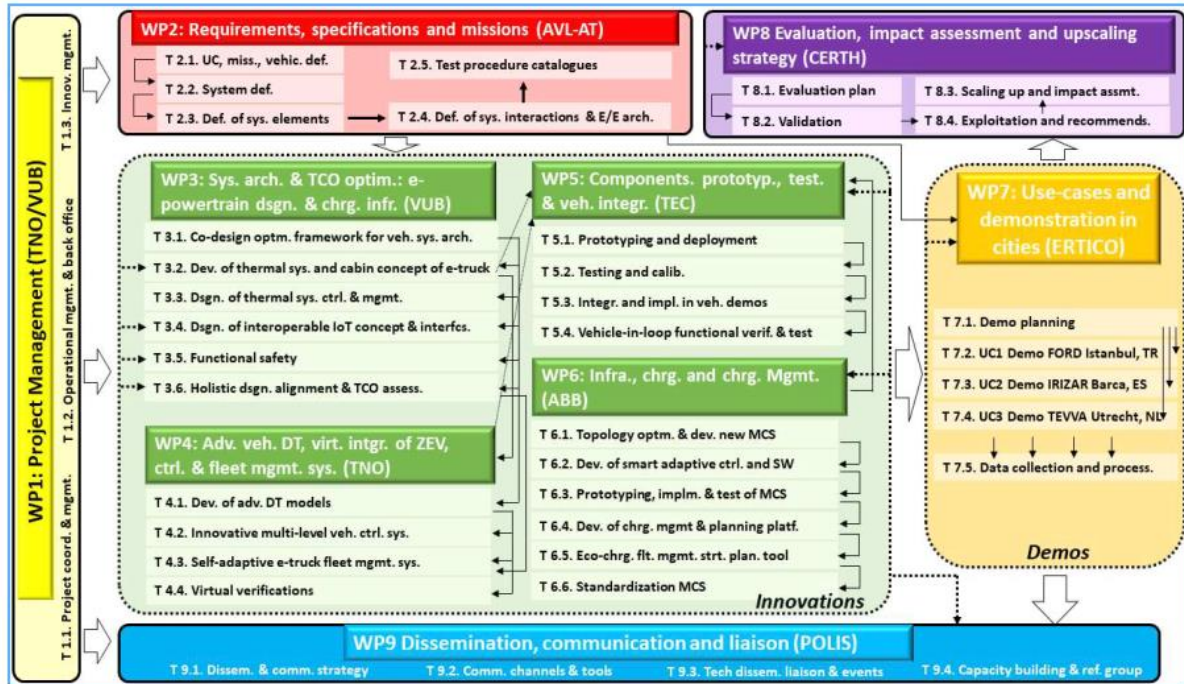 WP1: Project Management (TNO/VUB)
T 1.1. Project coord. & mgmt.
T 1.2. Operational mgmt. & back office
T 1.3. Innov. mgmt.
WP2: Requirements, specifications and missions (AVL-AT)
T 2.1. UC, miss., vehic. def.
T 2.2. System def.
T 2.3. Def. of sys. elements
T 2.5. Test procedure catalogues
T 2.4. Def. of sys. interactions & E/E arch.
WP8 Evaluation, impact assessment and upscaling
strategy (CERTH)
T 8.1. Evaluation plan
T 8.2. Validation
T 8.3. Scaling up and impact assmt.
T 8.4. Exploitation and recommends.
WP3: Sys. arch. & TCO optim.: e-
powertrain dsgn. & chrg. infr. (VUB)
T 3.1. Co-design optm. framework for veh. sys. arch.
T 3.2. Dev. of thermal sys. and cabin concept of e-truck
T 3.3. Dsgn. of thermal sys. ctrl. & mgmt.
T 3.4. Dsgn. of interoperable IoT concept & interfcs.
T 3.5. Functional safety
T 3.6. Holistic dsgn. alignment & TCO assess.
WP4: Adv. veh. DT, virt. intgr. of ZEV,
ctrl. & fleet mgmt. sys. (TNO)
T 4.1. Dev. of adv. DT models
T 4.2. Innovative multi-level veh. ctrl. sys.
T 4.3. Self-adaptive e-truck fleet mgmt. sys.
T 4.4. Virtual verifications
WP5: Components. prototyp., test.
& veh. integr. (TEC)
T 5.1. Prototyping and deployment
T 5.2. Testing and calib.
T 5.3. Integr. and impl. in veh. demos
T 5.4. Vehicle-in-loop functional verif. & test
WP6: Infra., chrg. and chrg. Mgmt.
(ABB)
T 6.1. Topology optm. & dev. new MCS
T 6.2. Dev. of smart adaptive ctrl. and SW
T 6.3. Prototyping, implm. & test of MCS
T 6.4. Dev. of chrg. mgmt & planning platf.
T 6.5. Eco-chrg. flt. mgmt. strt. plan. tool
T 6.6. Standardization MCS
Innovations
WP7: Use-cases and
demonstration in
cities (ERTICO)
T 7.1. Demo planning
T 7.2. UC1 Demo FORD Istanbul, TR
T 7.3. UC2 Demo IRIZAR Barca, ES
T 7.4. UC3 Demo TEVVA Utrecht, NL
T 7.5. Data collection and process.
Demos
WP9 Dissemination, communication and liaison (POLIS)
T 9.1. Dissem. & comm. strategy
T 9.2. Comm. channels & tools
T 9.3. Tech dissem. liaison & events
T 9.4. Capacity building & ref. group